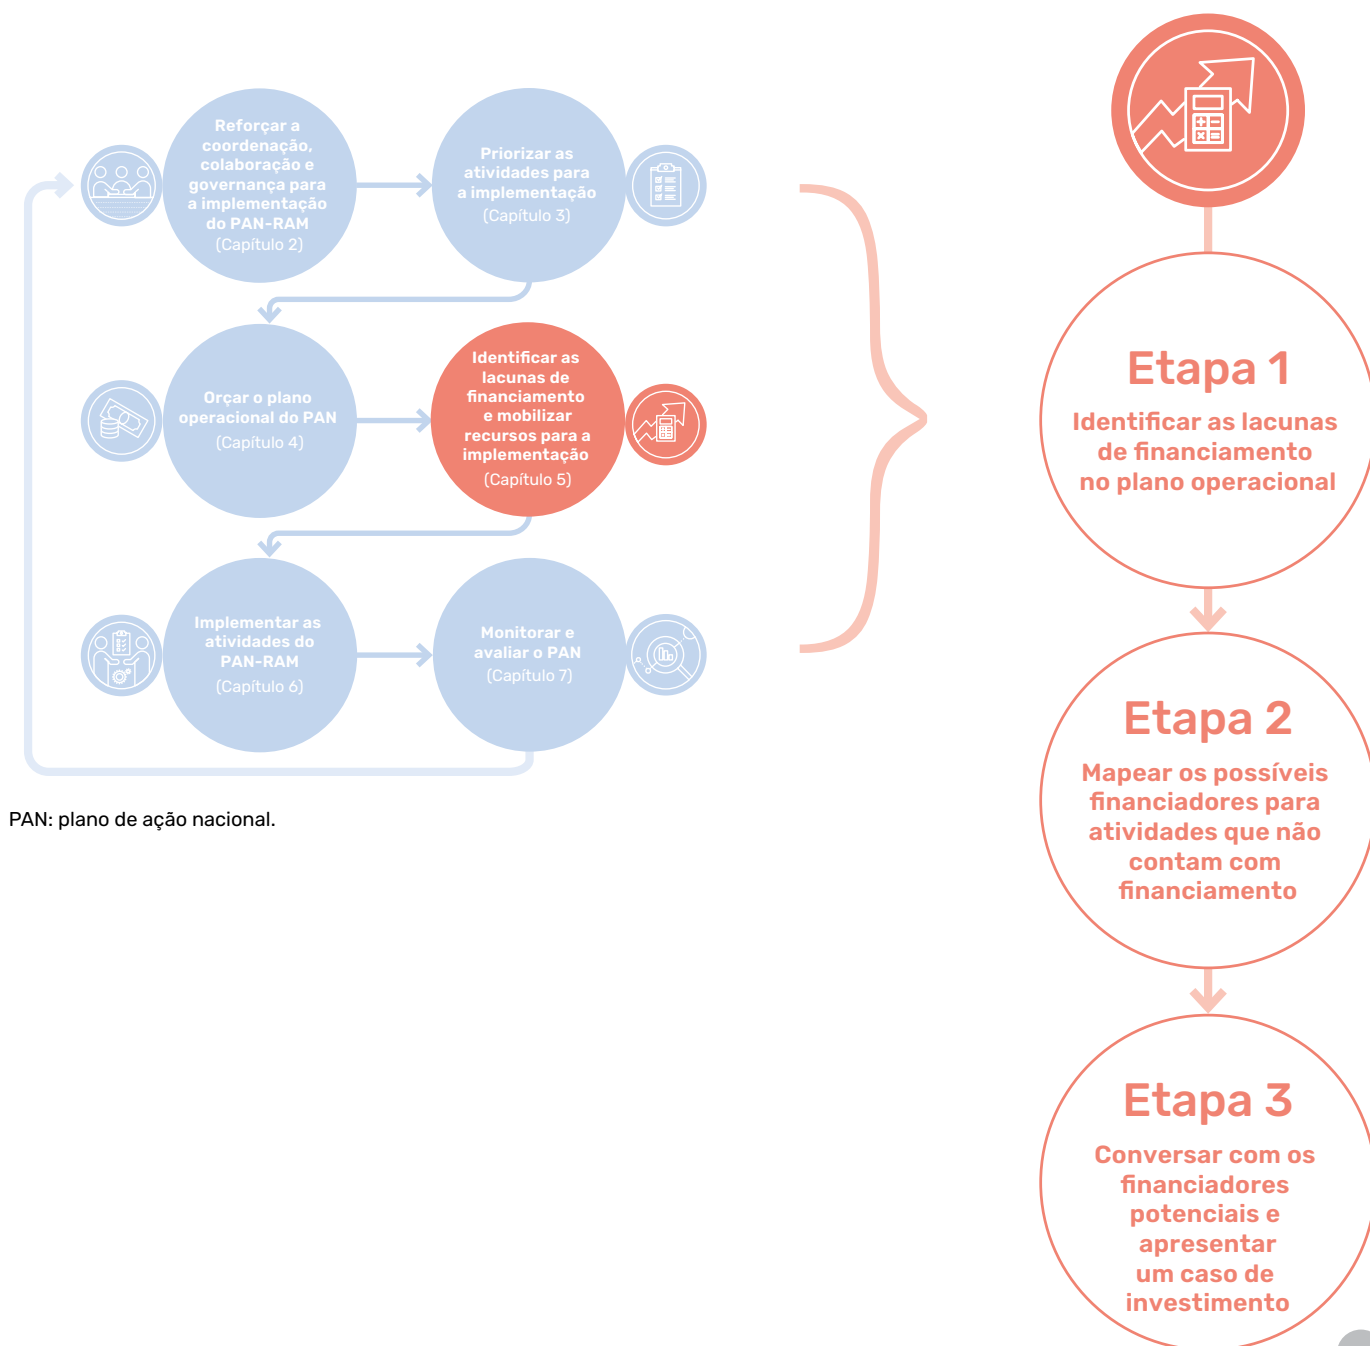 Reforçar a
coordenação,
colaboração e
governança para
a implementação
do PAN-RAM
(Capítulo 2)
Priorizar as
atividades para
a implementação
(Capítulo 3)
Orçar o plano
operacional do PAN
(Capítulo 4)
Identificar as
lacunas de
financiamento
e mobilizar
recursos para a
implementação
(Capítulo 5)
Implementar as
atividades do
PAN-RAM
(Capítulo 6)
Monitorar e
avaliar o PAN
(Capítulo 7)
PAN: plano de ação nacional.
Etapa 1
Identificar as lacunas
de financiamento
no plano operacional
Etapa 2
Mapear os possíveis
financiadores para
atividades que não
contam com
financiamento
Etapa 3
Conversar com os
financiadores
potenciais e
apresentar
um caso de
investimento